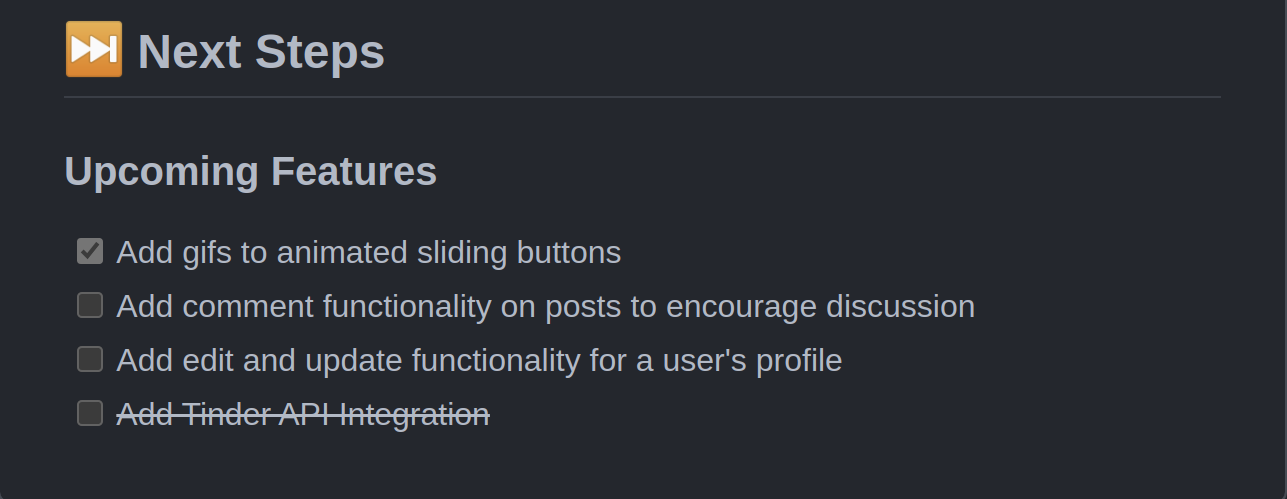 Next Steps
Upcoming Features
Add gifs to animated sliding buttons
Add comment functionality on posts to encourage discussion
Add edit and update functionality for a user's profile
Add Tinder API Integration